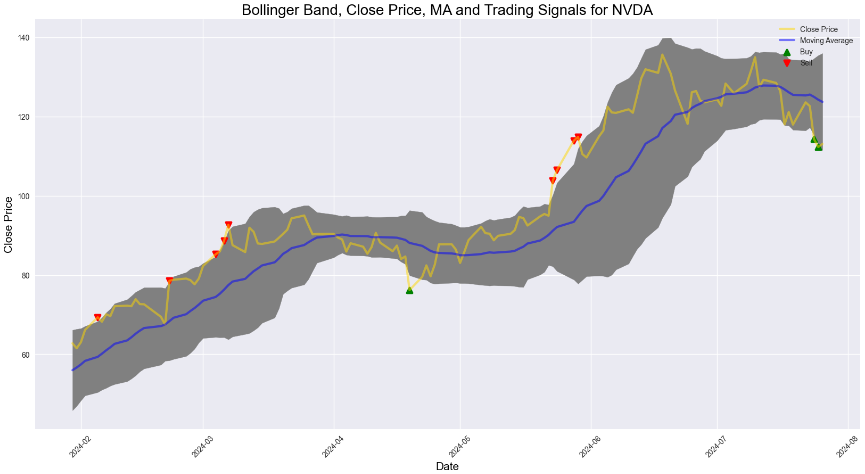 Bollinger Band, Close Price, MA and Trading Signals for NVDA
Close Price
Moving Average
Buy
Sell
140
120
100
80
60
Close Price
2024-02
2024-03
2024-04
2024-05
2024-06
2024-07
2024-08
Date